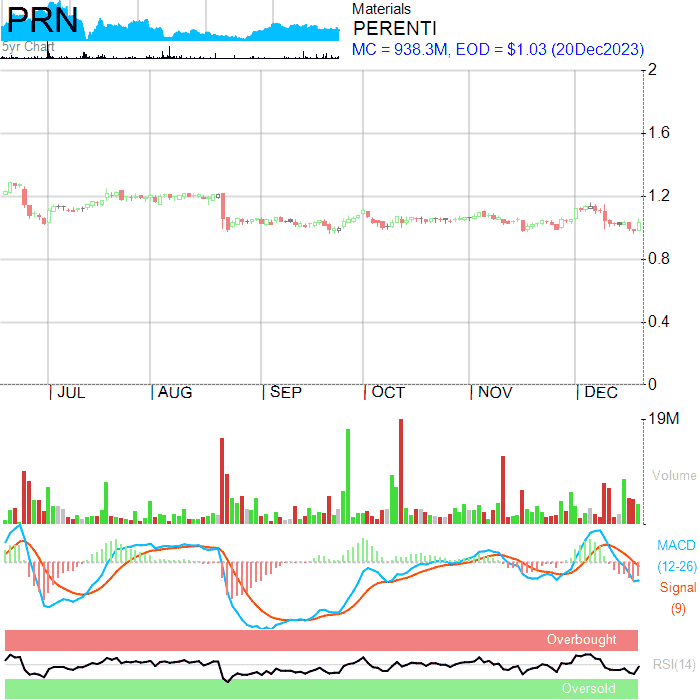 PRN
5yr Chart
Materials
PERENTI
MC = 938.3M, EOD = $1.03 (20Dec2023)
2
1.6
1.2
0.8
0.4
0
JUL
AUG
SEP
OCT
NOV
DEC
19M
Volume
MACD
(12-26)
Signal
(9)
Overbought
RSI(14)
Oversold